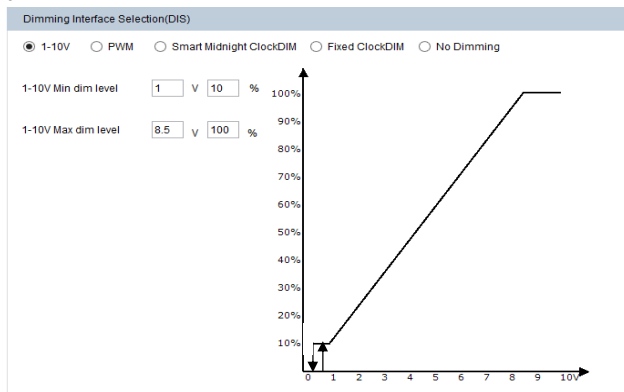 Dimming Interface Selection(DIS)
1-10V PWM Smart Midnight ClockDIM Fixed ClockDIM No Dimming
1-10V Min dim level 1 V 10 %
1-10V Max dim level 8.5 V 100 %
100%
90%
80%
70%
60%
50%
40%
30%
20%
10%
0 1 2 3 4 5 6 7 8 9 10V